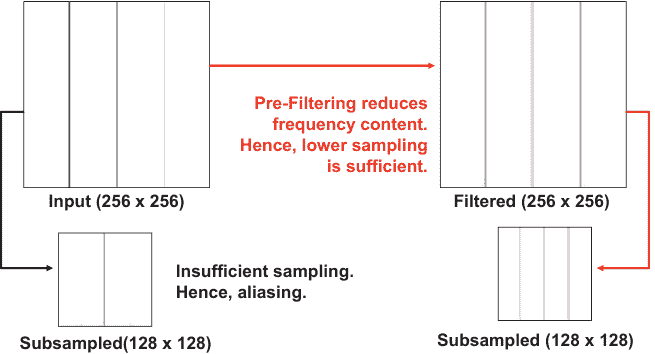 Pre-Filtering reduces
frequency content.
Hence, lower sampling
is sufficient.
Input (256 x 256)
Filtered (256 x 256)
Insufficient sampling.
Hence, aliasing.
Subsampled(128 x 128)
Subsampled (128 x 128)